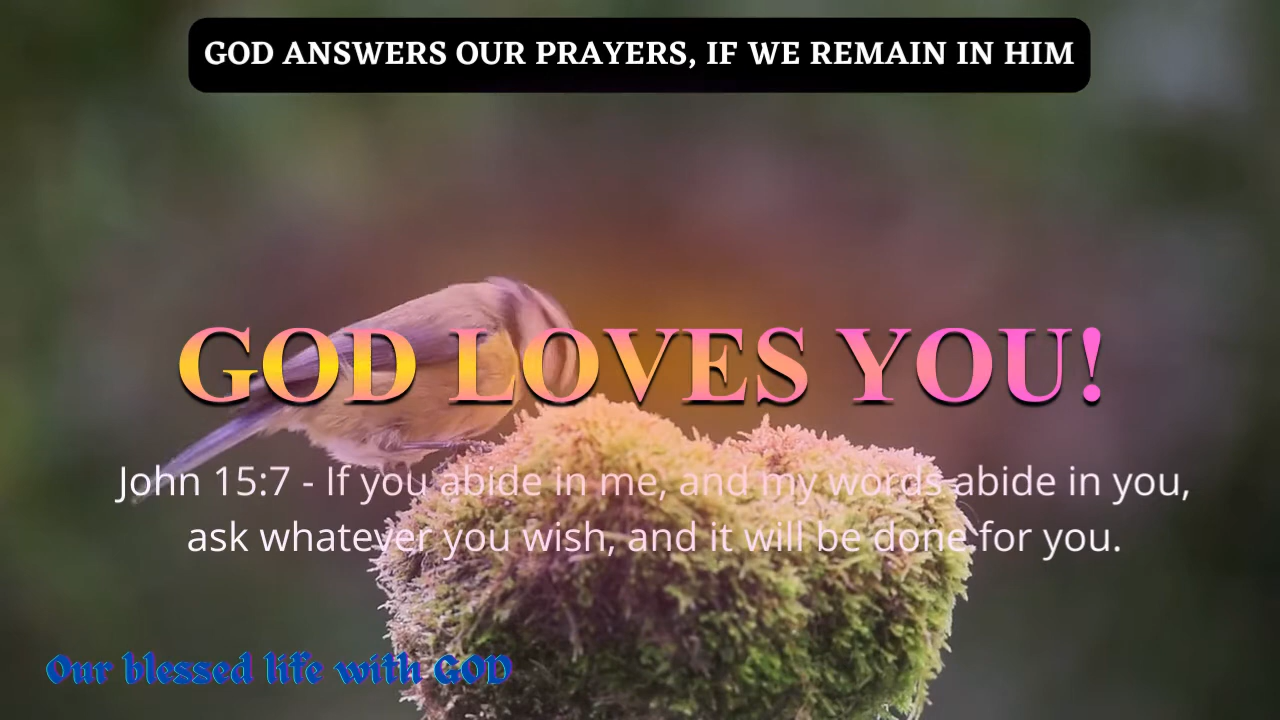 GOD ANSWERS OUR PRAYERS, IF WE REMAIN IN HIM
GOD LOVES YOU!
John 15:7 - If you abide in me, and my words abide in you,
ask whatever you wish, and it will be done for you.
Our blessed life with GOD